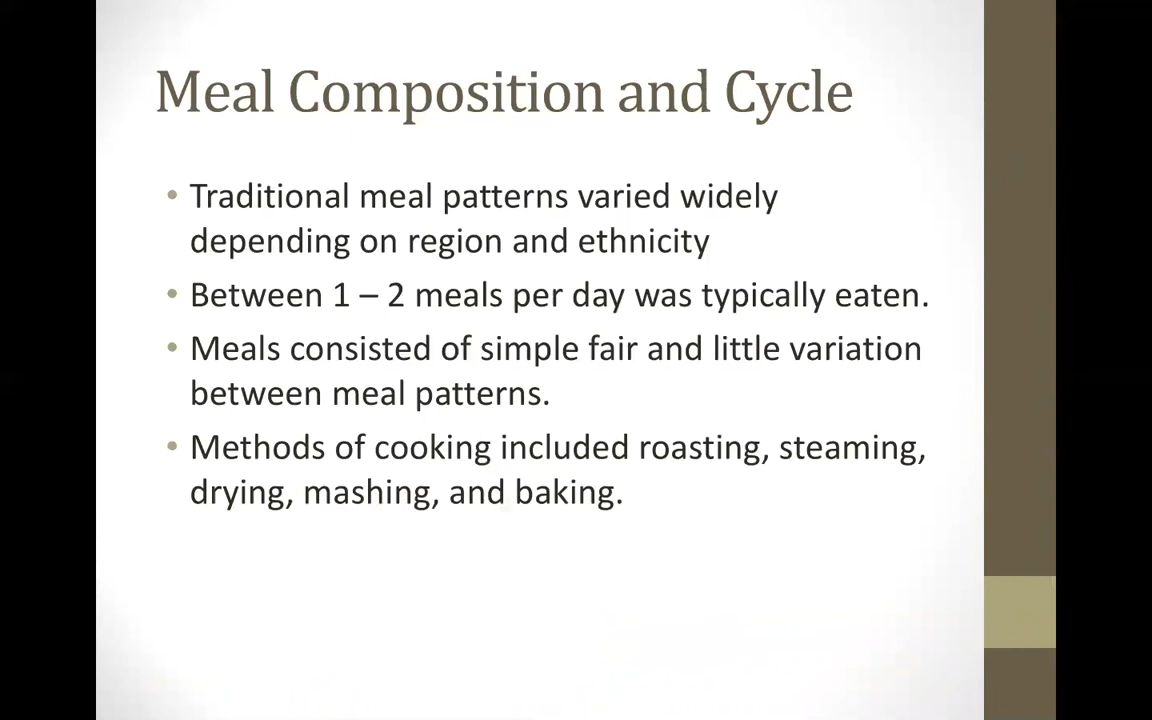 Meal Composition and Cycle
• Traditional meal patterns varied widely
depending on region and ethnicity
• Between 1 – 2 meals per day was typically eaten.
• Meals consisted of simple fair and little variation
between meal patterns.
• Methods of cooking included roasting, steaming,
drying, mashing, and baking.